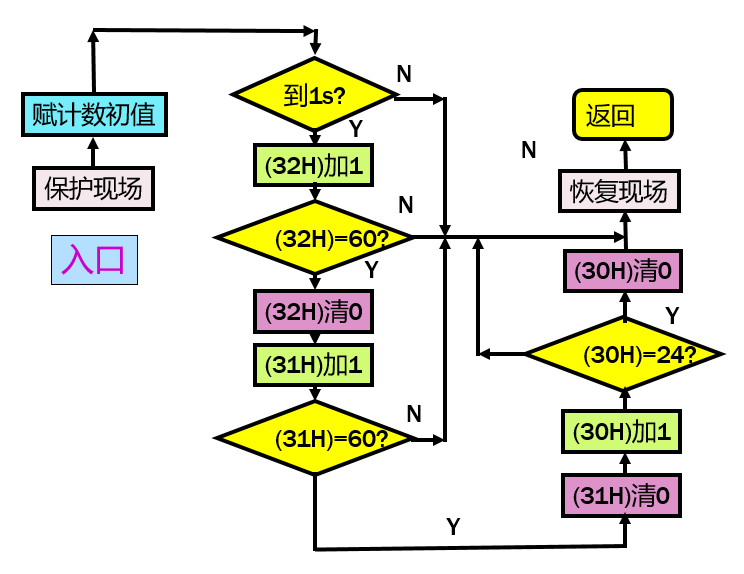 入口
保护现场
赋计数初值
到1s?
N
Y
(32H)加1
(32H)=60?
N
Y
(32H)清0
(31H)加1
(31H)=60?
N
Y
(31H)清0
(30H)加1
(30H)=24?
N
Y
(30H)清0
恢复现场
返回